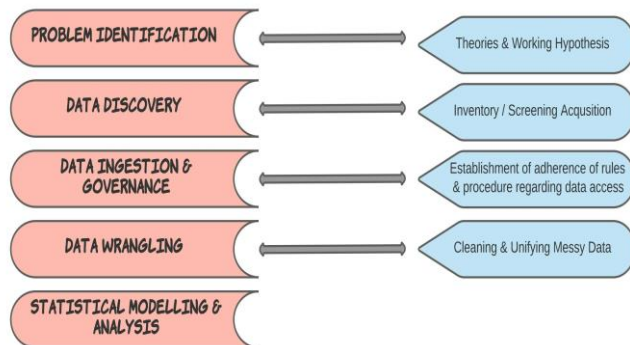 PROBLEM IDENTIFICATION
Theories & Working Hypothesis
DATA DISCOVERY
Inventory / Screening Acqusition
DATA INGESTION &
GOVERNANCE
Establishment of adherence of rules
& procedure regarding data access
DATA WRANGLING
Cleaning & Unifying Messy Data
STATISTICAL MODELLING &
ANALYSIS